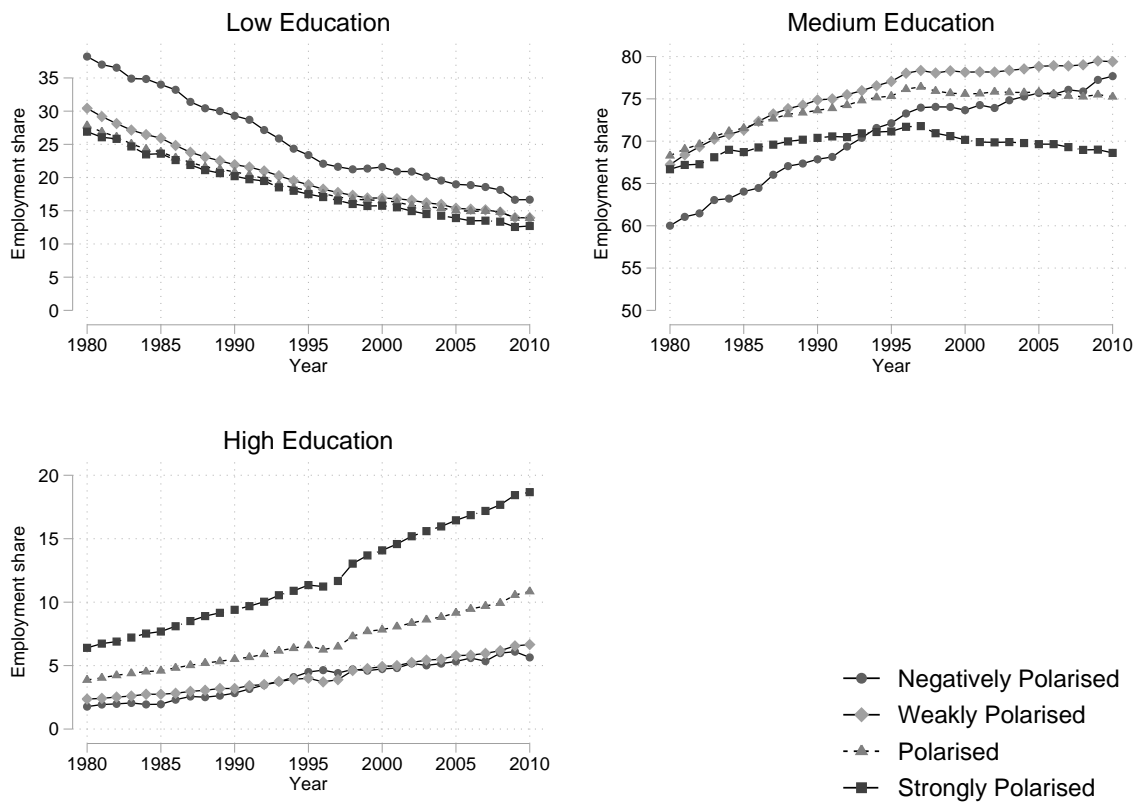 Low Education
Employment share
35
30
25
20
15
10
5
0
1980 1985 1990 1995 2000 2005 2010
Year
Medium Education
Employment share
80
75
70
65
60
55
50
1980 1985 1990 1995 2000 2005 2010
Year
High Education
Employment share
20
15
10
5
0
1980 1985 1990 1995 2000 2005 2010
Year
Negatively Polarised
Weakly Polarised
Polarised
Strongly Polarised